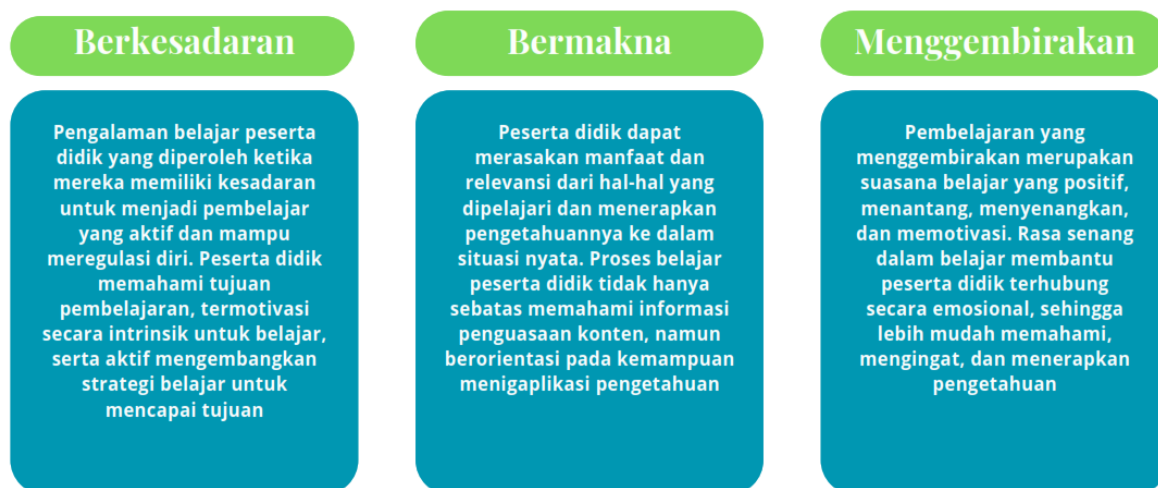 Berkesadaran
Pengalaman belajar peserta
didik yang diperoleh ketika
mereka memiliki kesadaran
untuk menjadi pembelajar
yang aktif dan mampu
meregulasi diri. Peserta didik
memahami tujuan
pembelajaran, termotivasi
secara intrinsik untuk belajar,
serta aktif mengembangkan
strategi belajar untuk
mencapai tujuan
Bermakna
Peserta didik dapat
merasakan manfaat dan
relevansi dari hal-hal yang
dipelajari dan menerapkan
pengetahuannya ke dalam
situasi nyata. Proses belajar
peserta didik tidak hanya
sebatas memahami informasi
penguasaan konten, namun
berorientasi pada kemampuan
menigaplikasi pengetahuan
Menggembirakan
Pembelajaran yang
menggembirakan merupakan
suasana belajar yang positif,
menantang, menyenangkan,
dan memotivasi. Rasa senang
dalam belajar membantu
peserta didik terhubung
secara emosional, sehingga
lebih mudah memahami,
mengingat, dan menerapkan
pengetahuan